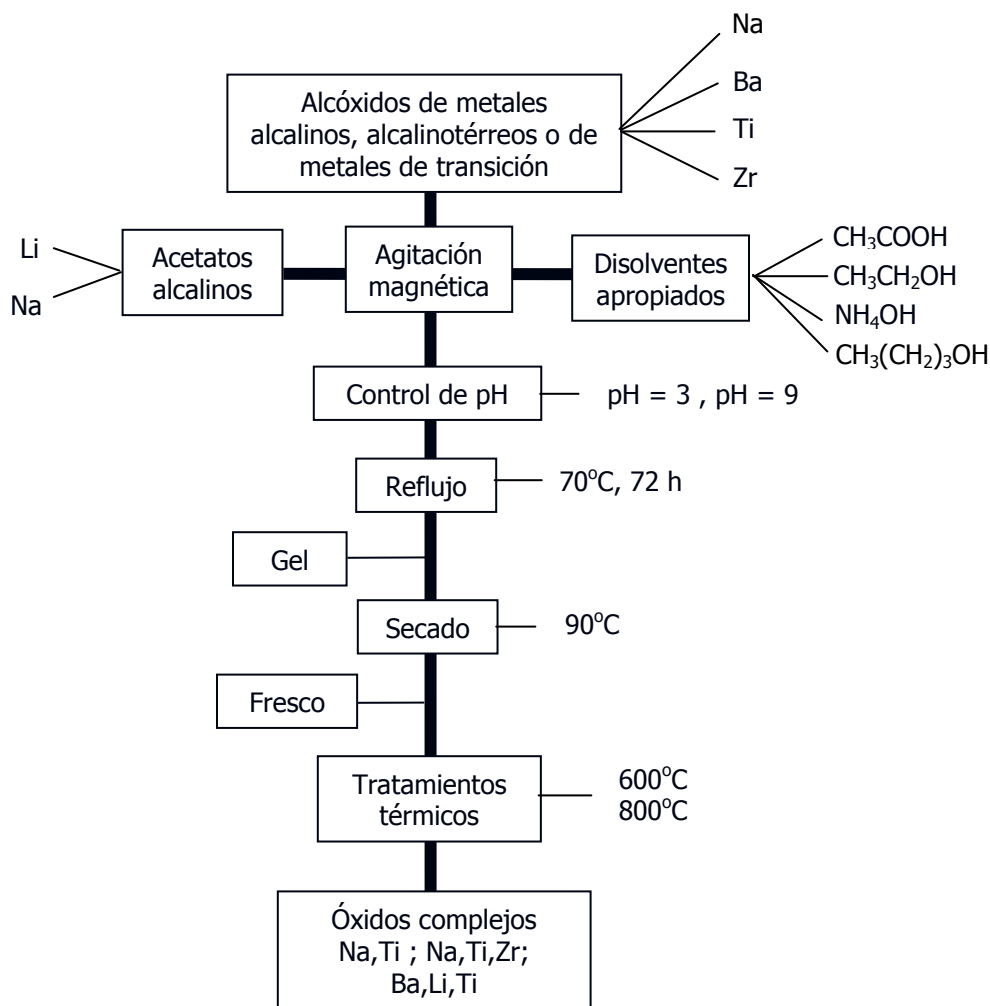 Na
Ba
Ti
Zr
Alcóxidos de metales
alcalinos, alcalinotérreos o de
metales de transición
Li
Na
Acetatos
alcalinos
Agitación
magnética
Disolventes
apropiados
CH₃COOH
CH₃CH₂OH
NH₄OH
CH₃(CH₂)₃OH
Control de pH
pH = 3 , pH = 9
Reflujo
70°C, 72 h
Gel
Secado
90°C
Fresco
Tratamientos
térmicos
600°C
800°C
Óxidos complejos
Na,Ti ; Na,Ti,Zr;
Ba,Li,Ti